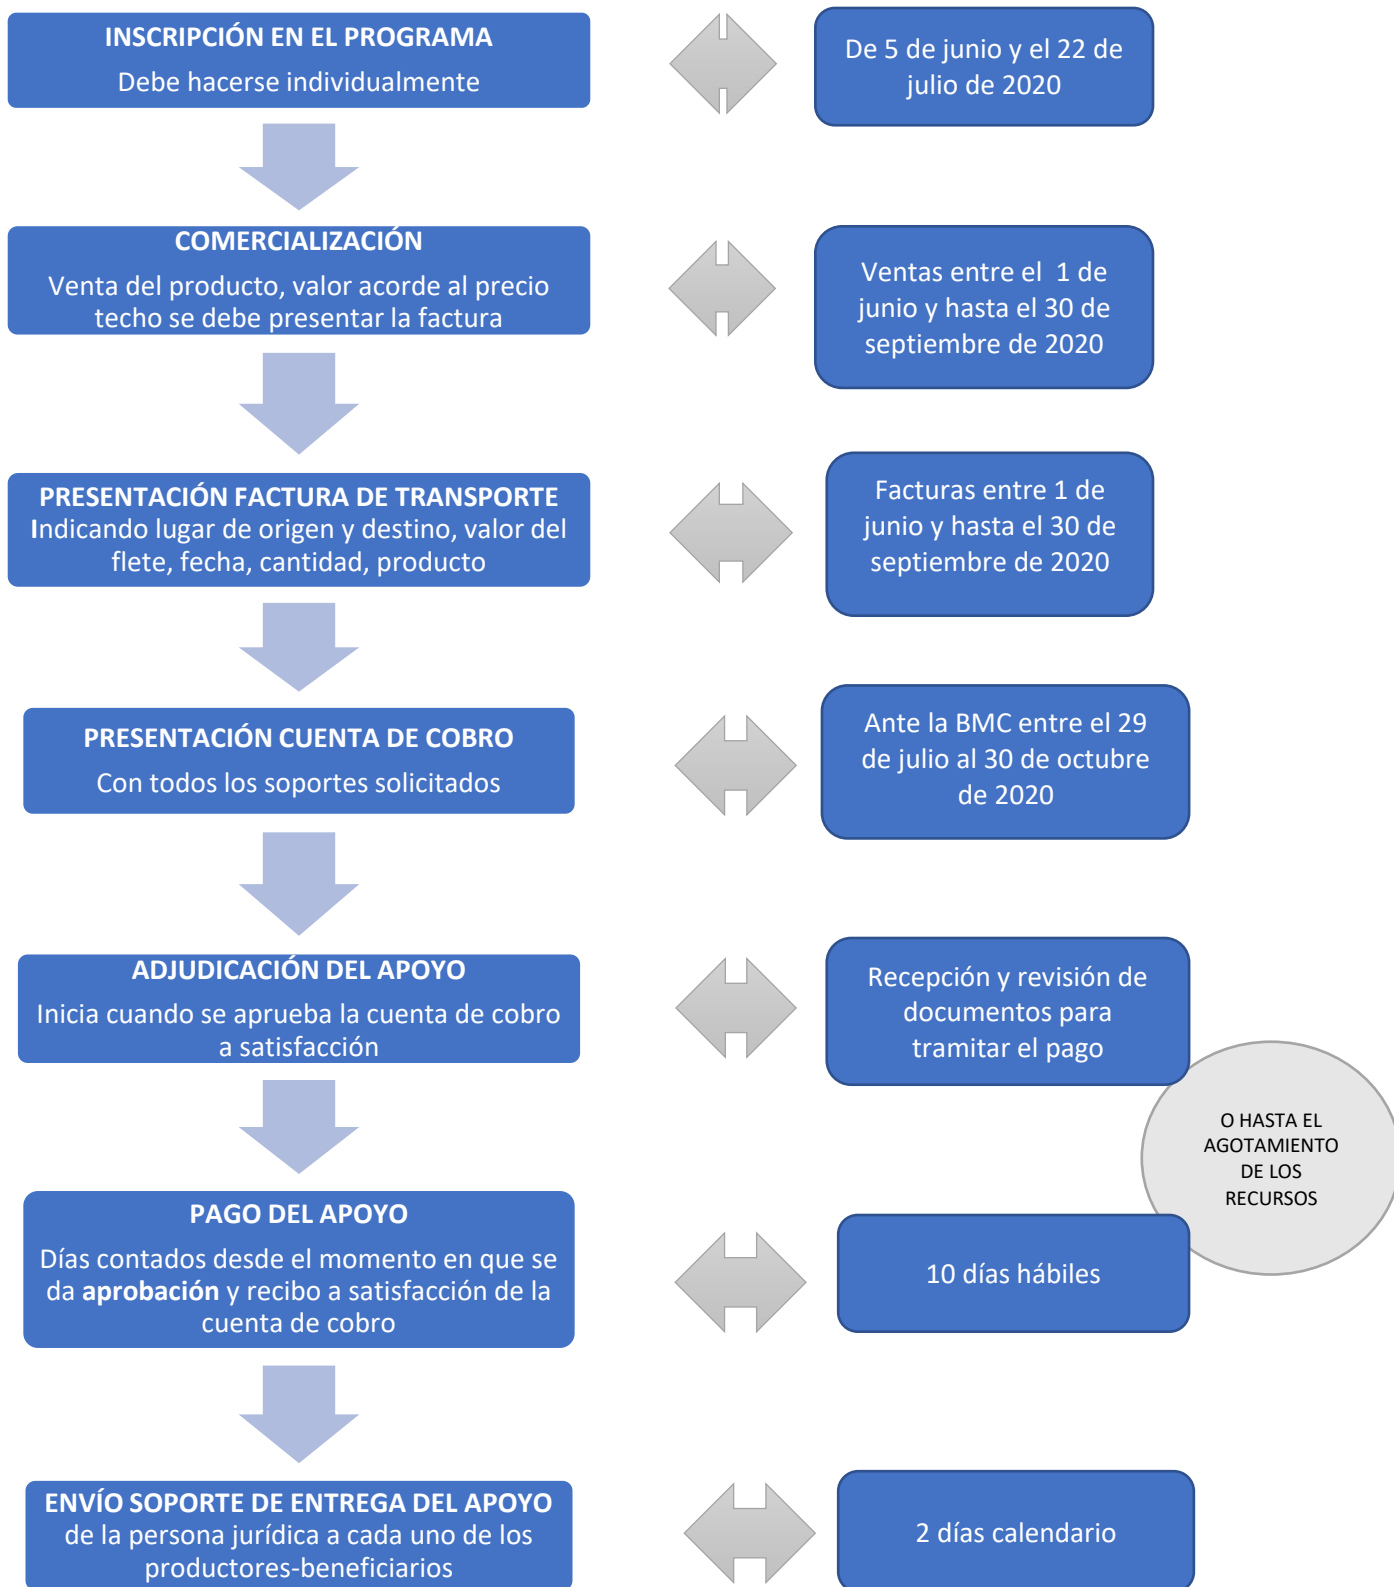 INSCRIPCIÓN EN EL PROGRAMA
Debe hacerse individualmente
De 5 de junio y el 22 de
julio de 2020
COMERCIALIZACIÓN
Venta del producto, valor acorde al precio
techo se debe presentar la factura
Ventas entre el 1 de
junio y hasta el 30 de
septiembre de 2020
PRESENTACIÓN FACTURA DE TRANSPORTE
Indicando lugar de origen y destino, valor del
flete, fecha, cantidad, producto
Facturas entre 1 de
junio y hasta el 30 de
septiembre de 2020
PRESENTACIÓN CUENTA DE COBRO
Con todos los soportes solicitados
Ante la BMC entre el 29
de julio al 30 de octubre
de 2020
ADJUDICACIÓN DEL APOYO
Inicia cuando se aprueba la cuenta de cobro
a satisfacción
Recepción y revisión de
documentos para
tramitar el pago
O HASTA EL
AGOTAMIENTO
DE LOS
RECURSOS
PAGO DEL APOYO
Días contados desde el momento en que se
da aprobación y recibo a satisfacción de la
cuenta de cobro
10 días hábiles
ENVÍO SOPORTE DE ENTREGA DEL APOYO
de la persona jurídica a cada uno de los
productores-beneficiarios
2 días calendario